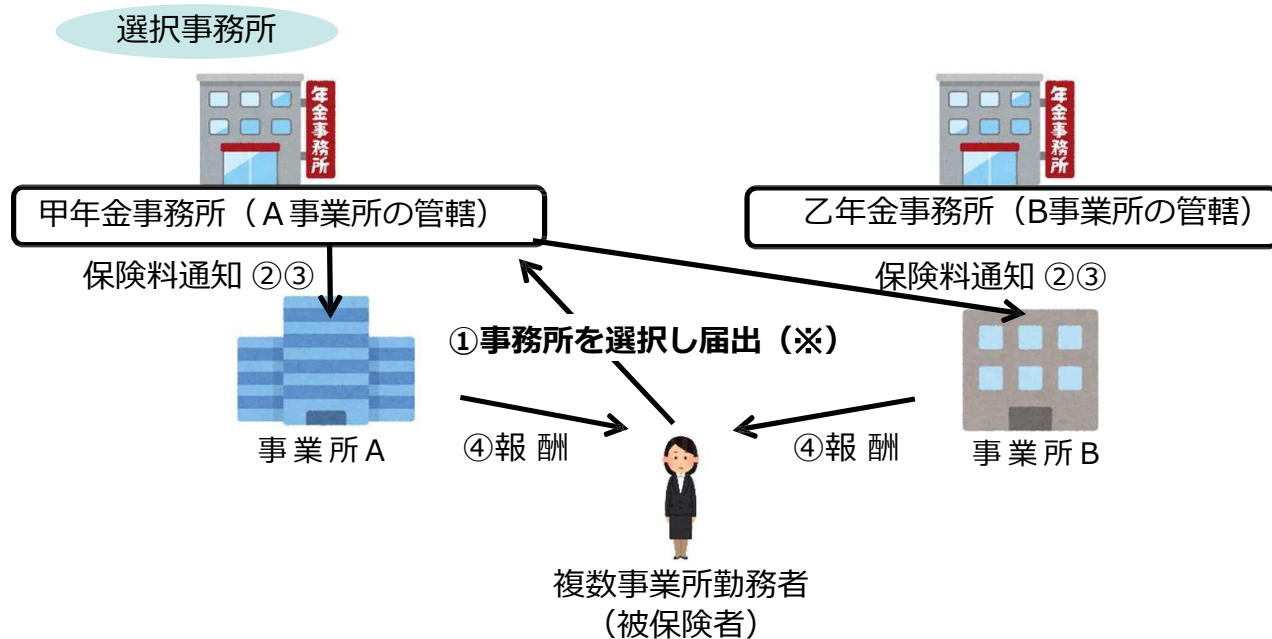 選択事務所
年金事務所
年金事務所
甲年金事務所（A事業所の管轄）
乙年金事務所（B事業所の管轄）
保険料通知 ②③
保険料通知 ②③
①事務所を選択し届出（※）
事業所A
④報 酬
④報 酬
事業所B
複数事業所勤務者
（被保険者）